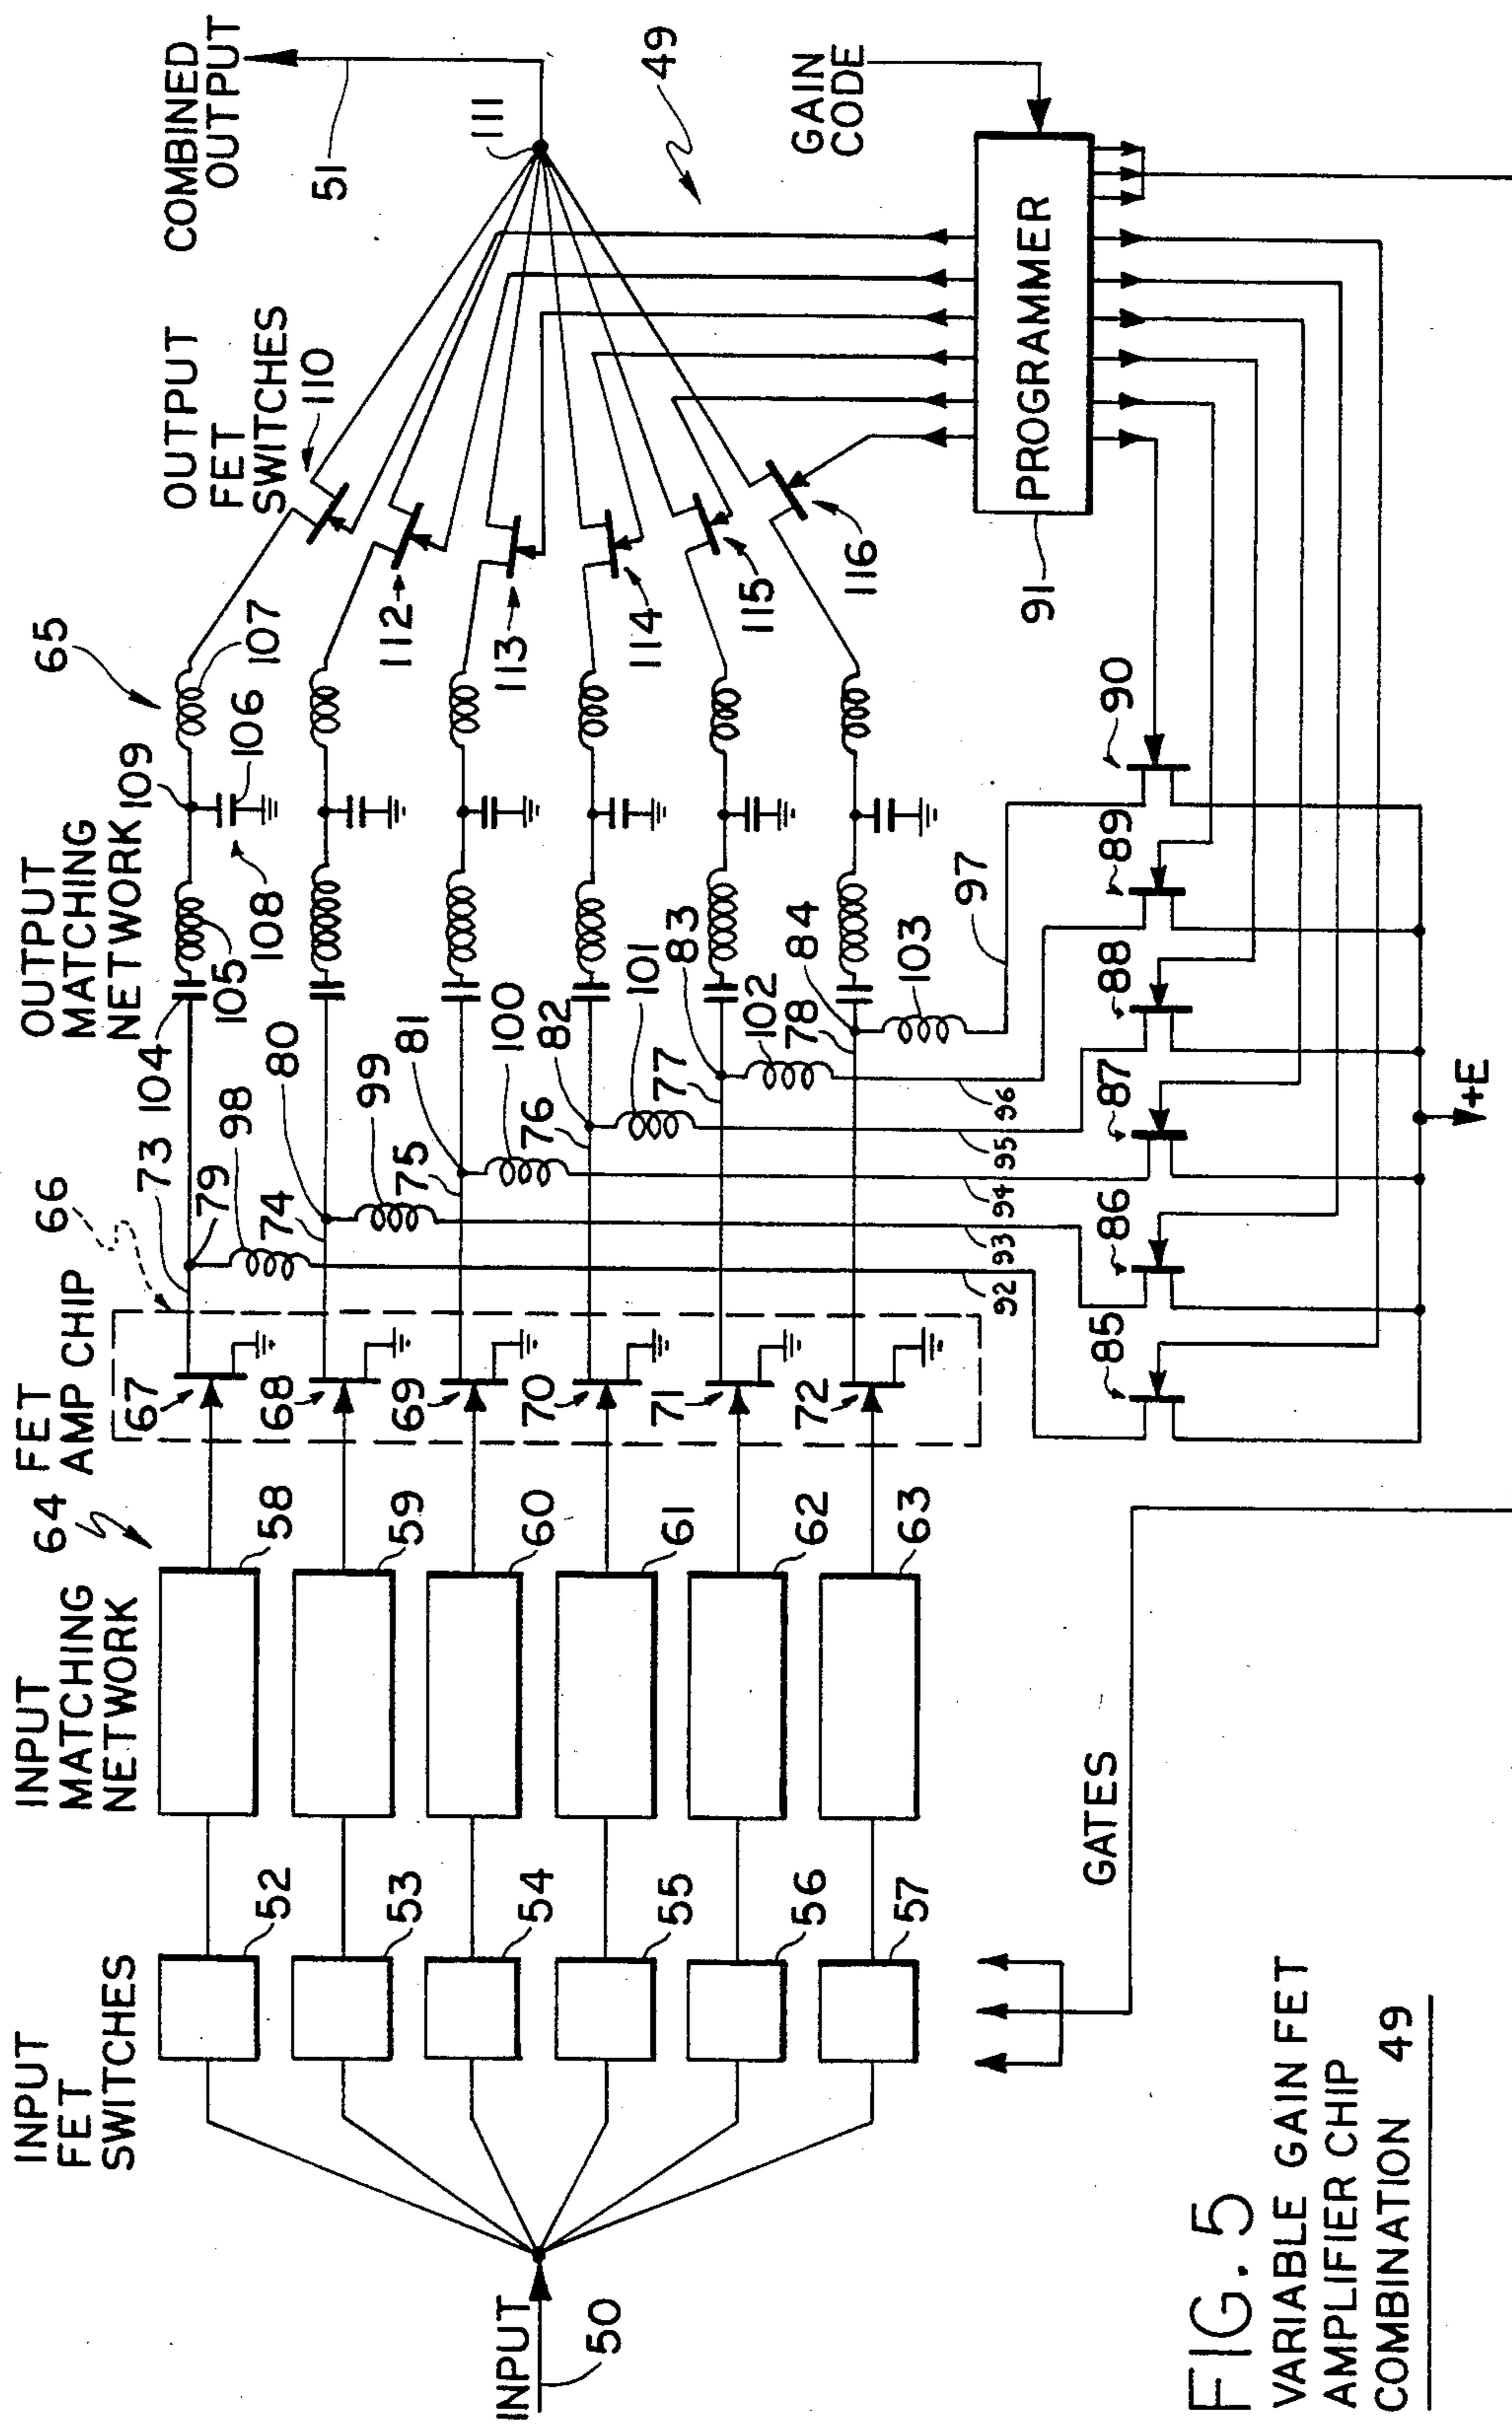 INPUT
FET
SWITCHES
INPUT
MATCHING
NETWORK
64
FET
AMP CHIP
66
OUTPUT
MATCHING
NETWORK
65
OUTPUT
FET
SWITCHES
COMBINED
OUTPUT
51
52
58
67
73
79
98
104
105
109
106
108
107
110
111
49
53
59
68
74
80
99
112
54
60
69
75
81
100
113
INPUT
50
55
61
70
76
82
101
114
56
62
71
77
83
102
115
57
63
72
78
84
103
116
GAIN
CODE
PROGRAMMER
91
92
93
94
95
96
97
85
86
87
88
89
90
+E
GATES
FIG. 5
VARIABLE GAIN FET
AMPLIFIER CHIP
COMBINATION 49